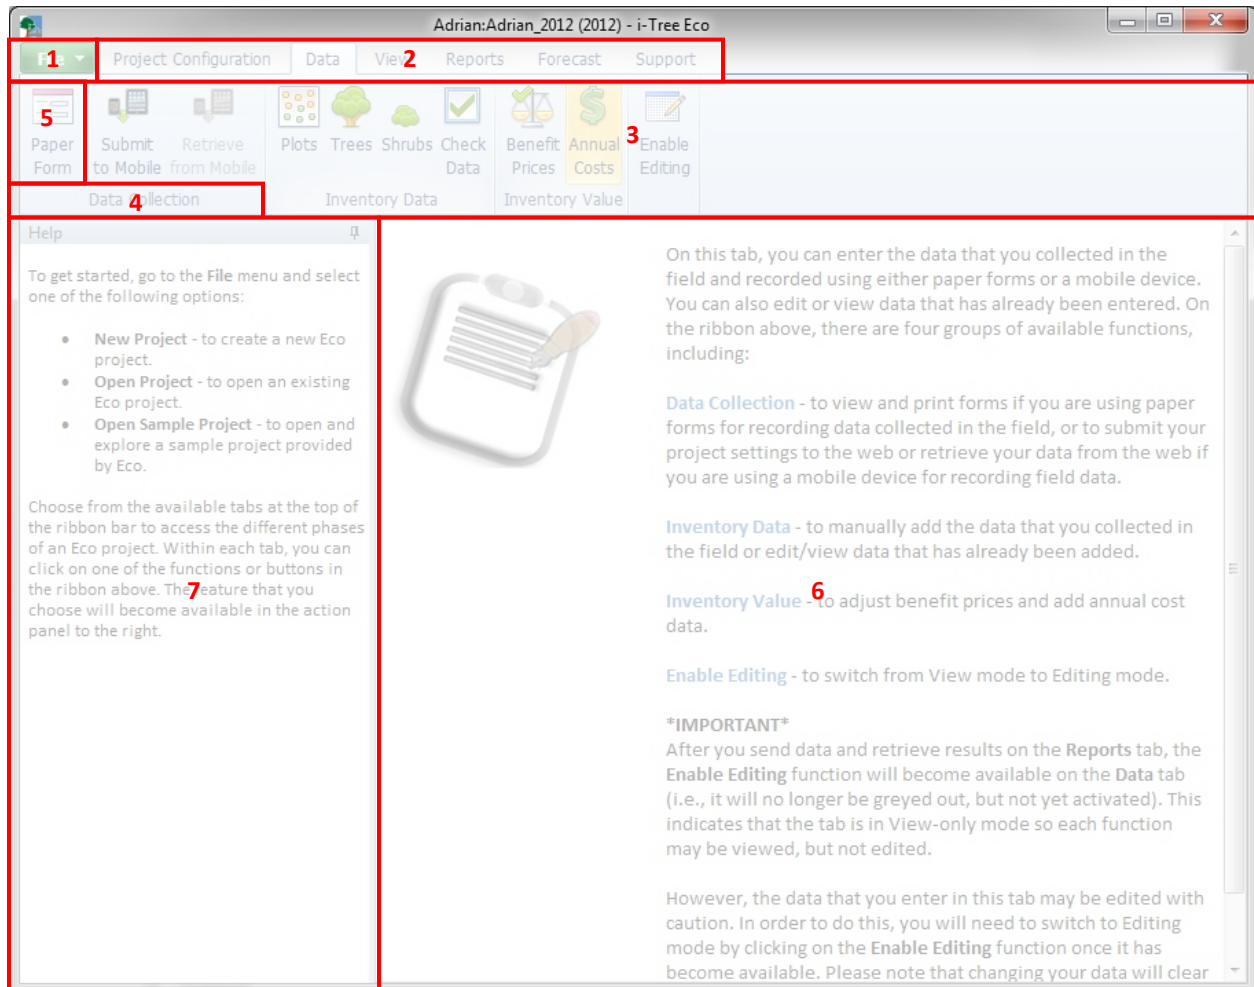 Adrian:Adrian_2012 (2012) - i-Tree Eco
File Project Configuration Data View Reports Forecast Support
1 2
5 3
Paper Form
Submit to Mobile
Retrieve from Mobile
Plots
Trees
Shrubs
Check Data
Benefit Prices
Annual Costs
Enable Editing
Data Collection Inventory Data Inventory Value
4
Help
To get started, go to the File menu and select
one of the following options:
• New Project - to create a new Eco
project.
• Open Project - to open an existing
Eco project.
• Open Sample Project - to open and
explore a sample project provided
by Eco.
Choose from the available tabs at the top of
the ribbon bar to access the different phases
of an Eco project. Within each tab, you can
click on one of the functions or buttons in
the ribbon above. The feature that you
choose will become available in the action
panel to the right.
7
On this tab, you can enter the data that you collected in the
field and recorded using either paper forms or a mobile device.
You can also edit or view data that has already been entered. On
the ribbon above, there are four groups of available functions,
including:
Data Collection - to view and print forms if you are using paper
forms for recording data collected in the field, or to submit your
project settings to the web or retrieve your data from the web if
you are using a mobile device for recording field data.
Inventory Data - to manually add the data that you collected in
the field or edit/view data that has already been added.
Inventory Value - to adjust benefit prices and add annual cost
data.
6
Enable Editing - to switch from View mode to Editing mode.
*IMPORTANT*
After you send data and retrieve results on the Reports tab, the
Enable Editing function will become available on the Data tab
(i.e., it will no longer be greyed out, but not yet activated). This
indicates that the tab is in View-only mode so each function
may be viewed, but not edited.
However, the data that you enter in this tab may be edited with
caution. In order to do this, you will need to switch to Editing
mode by clicking on the Enable Editing function once it has
become available. Please note that changing your data will clear